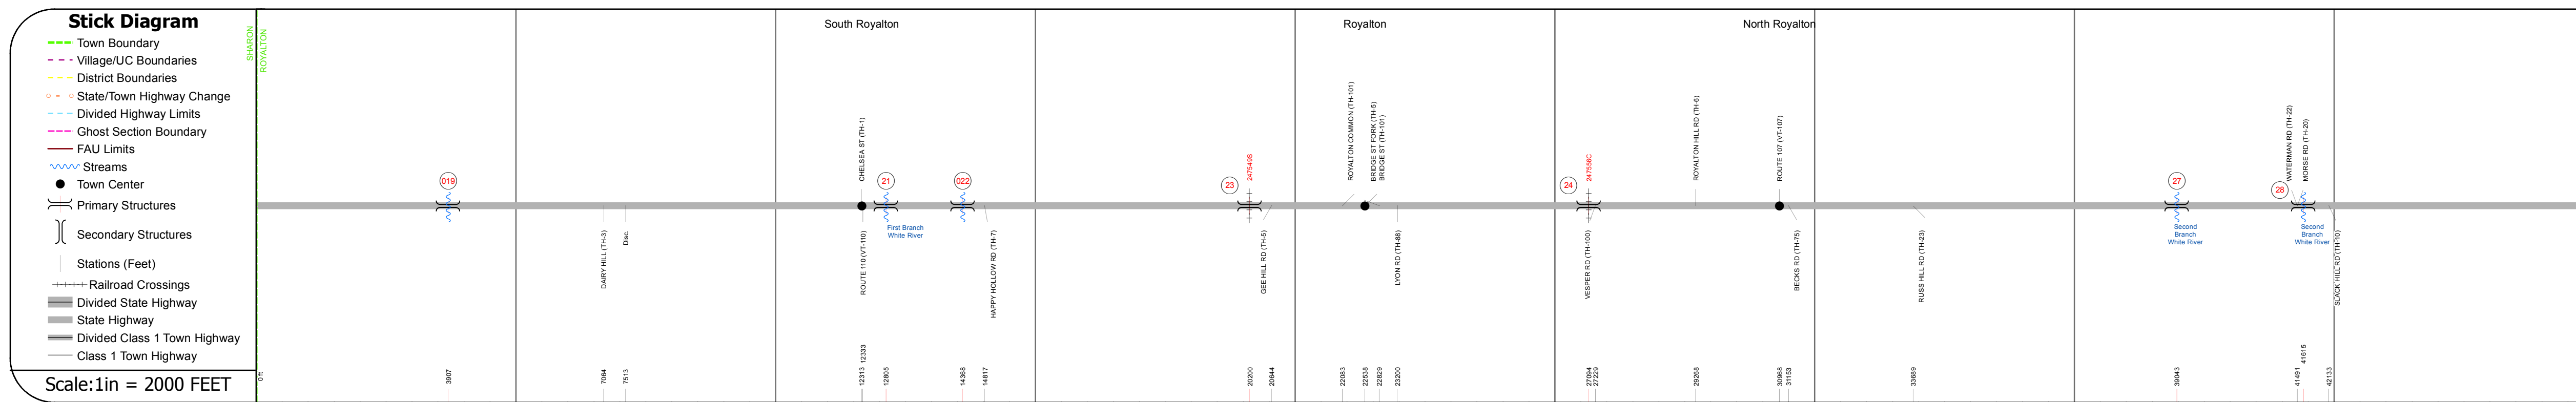 Stick Diagram
Town Boundary
Village/UC Boundaries
District Boundaries
State/Town Highway Change
Divided Highway Limits
Ghost Section Boundary
FAU Limits
Streams
Town Center
Primary Structures
Secondary Structures
Stations (Feet)
Railroad Crossings
Divided State Highway
State Highway
Divided Class 1 Town Highway
Class 1 Town Highway
Scale:1in = 2000 FEET
SHARON
ROYALTON
South Royalton
Royalton
North Royalton
CHELSEA ST (TH-1)
247549S
ROYALTON COMMON (TH-101)
BRIDGE ST FORK (TH-5)
BRIDGE ST (TH-101)
247556C
ROYALTON HILL RD (TH-6)
ROUTE 107 (VT-107)
WATERMAN RD (TH-22)
MORSE RD (TH-20)
019
21
022
23
24
27
28
First Branch
White River
Second
Branch
White River
Second
Branch
White River
DAIRY HILL (TH-3)
Disc.
ROUTE 110 (VT-110)
HAPPY HOLLOW RD (TH-7)
GEE HILL RD (TH-5)
LYON RD (TH-88)
VESPER RD (TH-100)
BECKS RD (TH-75)
RUSS HILL RD (TH-23)
SLACK HILL RD (TH-10)
0 ft
3907
7064
7513
12313
12333
12805
14368
14817
20200
20644
22083
22538
22829
23200
27094
27229
29268
30968
31153
33689
39043
41491
41615
42133